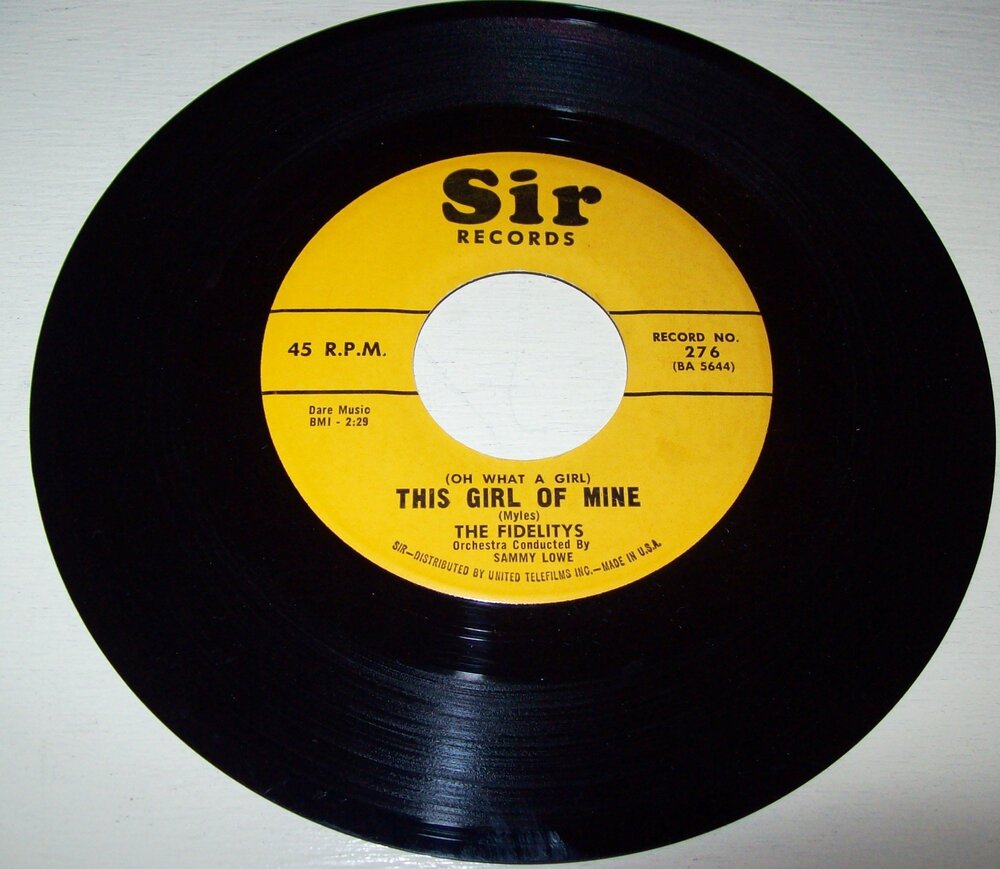 Sir
RECORDS
45 R.P.M.
RECORD NO.
276
(BA 5644)
Dare Music
BMI - 2:29
(OH WHAT A GIRL)
THIS GIRL OF MINE
(Myles)
THE FIDELITYS
Orchestra Conducted By
SAMMY LOWE
SIR—DISTRIBUTED BY UNITED TELEFILMS INC.—MADE IN U.S.A.